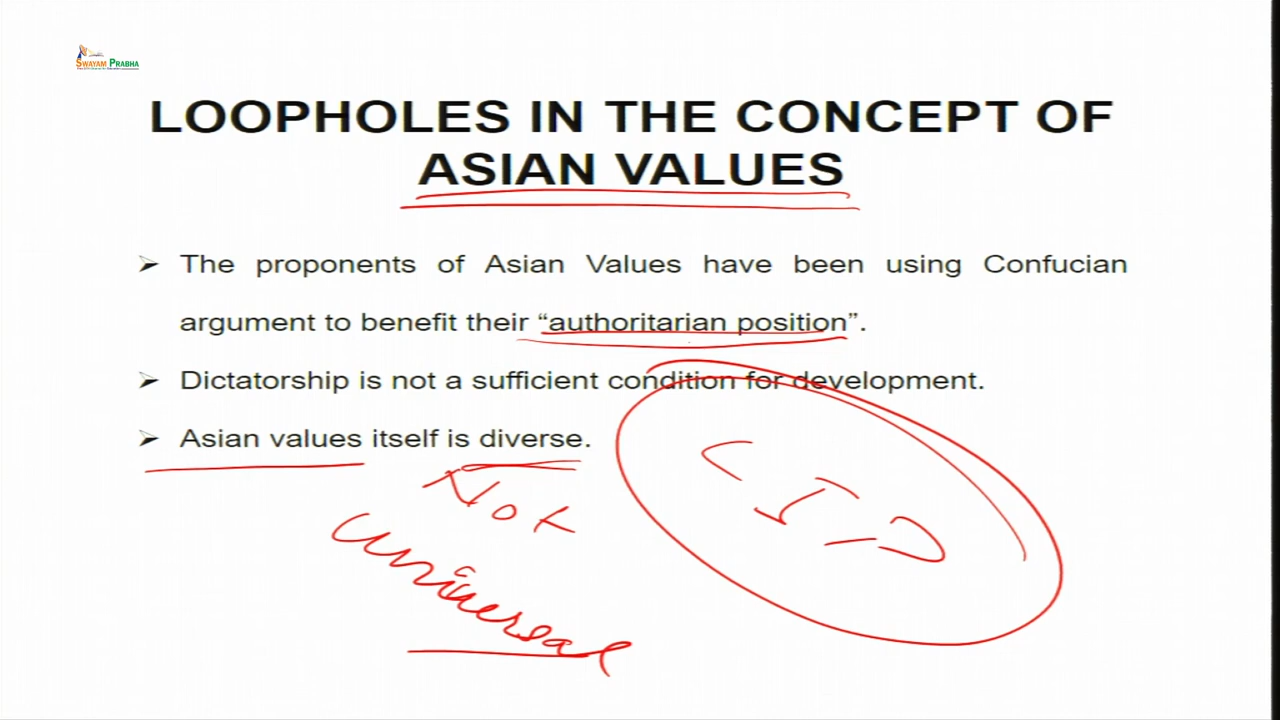 SWAYAM PRABHA
LOOPHOLES IN THE CONCEPT OF
ASIAN VALUES
➢ The proponents of Asian Values have been using Confucian
argument to benefit their “authoritarian position”.
➢ Dictatorship is not a sufficient condition for development.
➢ Asian values itself is diverse.
Not
universal